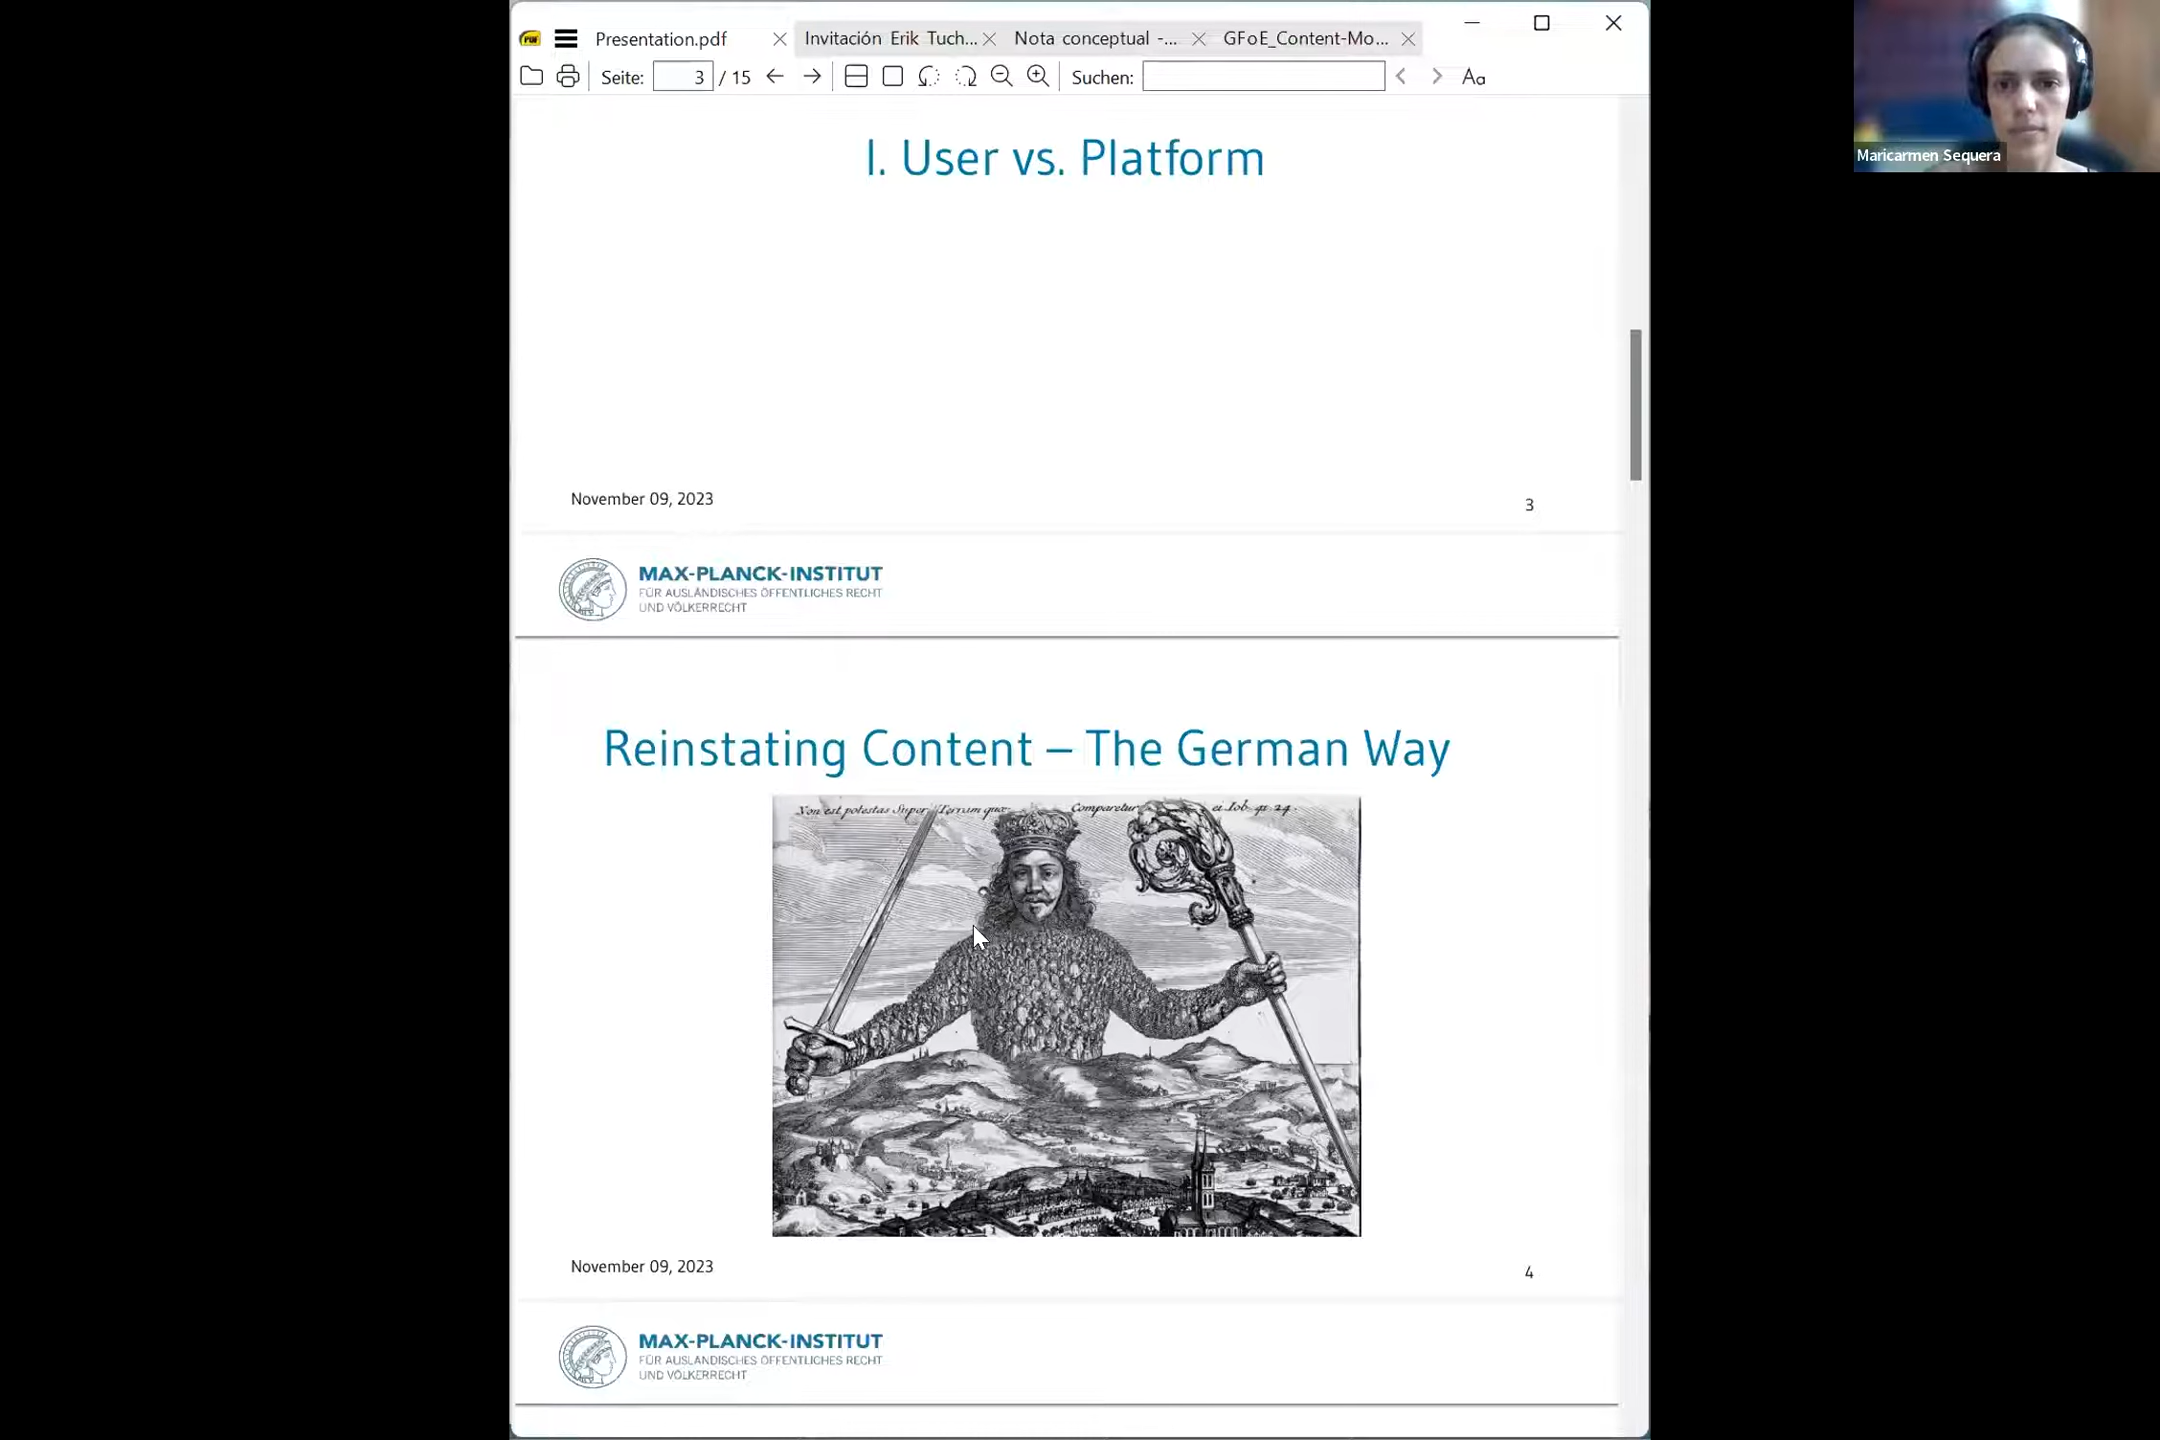 Presentation.pdf
Invitación Erik Tuch...
Nota conceptual -...
GFoE_Content-Mo...
Seite: 3 / 15
Suchen:
Aa
Maricarmen Sequera
I. User vs. Platform
November 09, 2023
3
MAX-PLANCK-INSTITUT
FÜR AUSLÄNDISCHES ÖFFENTLICHES RECHT
UND VÖLKERRECHT
Reinstating Content – The German Way
Non est potestas Super Terram quæ Comparetur ei Iob. 41. 24.
November 09, 2023
4
MAX-PLANCK-INSTITUT
FÜR AUSLÄNDISCHES ÖFFENTLICHES RECHT
UND VÖLKERRECHT